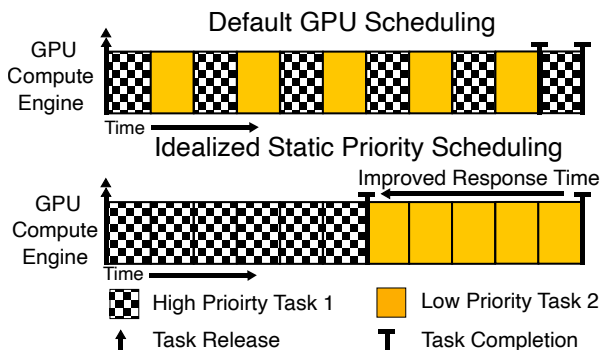 Default GPU Scheduling
GPU
Compute
Engine
Time
Idealized Static Priority Scheduling
Improved Response Time
GPU
Compute
Engine
Time
High Prioirty Task 1
Low Priority Task 2
Task Release
Task Completion